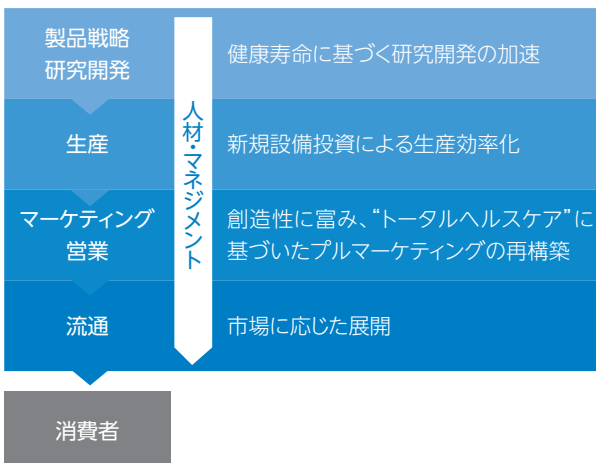 製品戦略
研究開発
健康寿命に基づく研究開発の加速
人材・マネジメント
生産
新規設備投資による生産効率化
マーケティング
営業
創造性に富み、“トータルヘルスケア”に
基づいたプルマーケティングの再構築
流通
市場に応じた展開
消費者